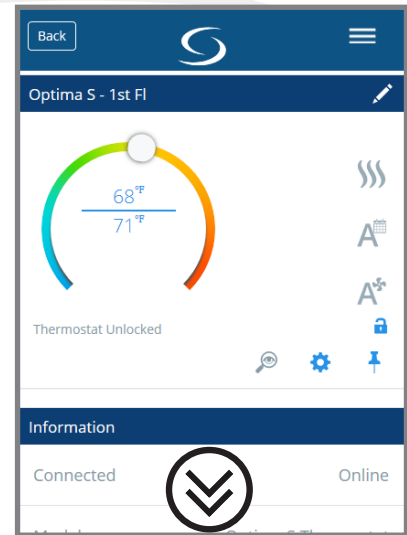 Back
Optima S - 1st Fl
68°F
71°F
A
A
Thermostat Unlocked
Information
Connected Online